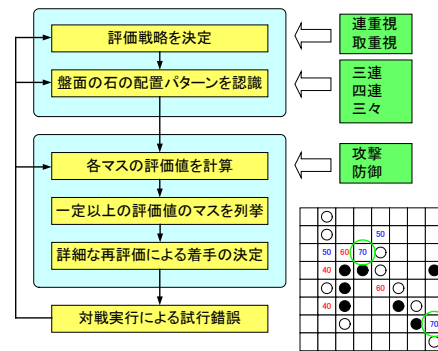 評価戦略を決定
連重視
取重視
盤面の石の配置パターンを認識
三連
四連
三々
各マスの評価値を計算
攻撃
防御
一定以上の評価値のマスを列挙
詳細な再評価による着手の決定
対戦実行による試行錯誤
50
50 60 70
40
40 60
70